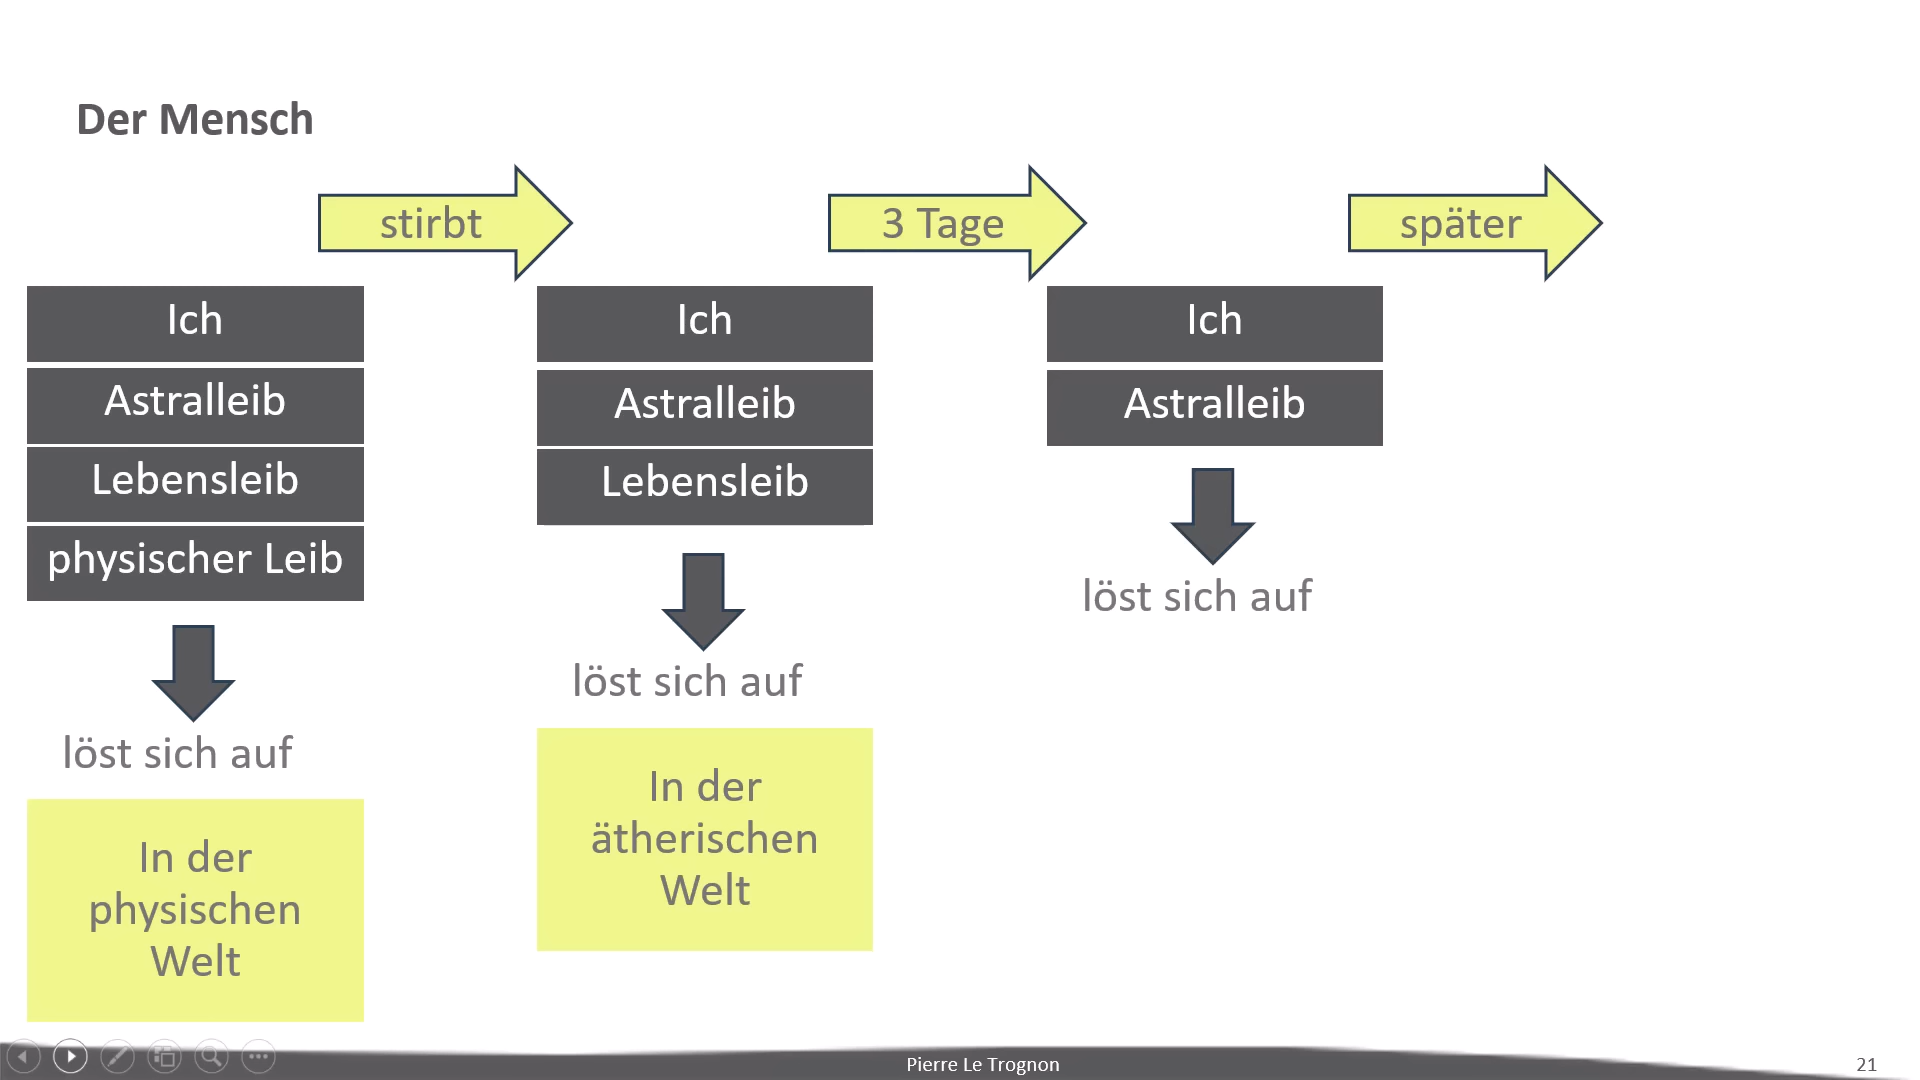 Der Mensch
stirbt
3 Tage
später
Ich
Astralleib
Lebensleib
physischer Leib
löst sich auf
In der
physischen
Welt
Ich
Astralleib
Lebensleib
löst sich auf
In der
ätherischen
Welt
Ich
Astralleib
löst sich auf
Pierre Le Trognon
21